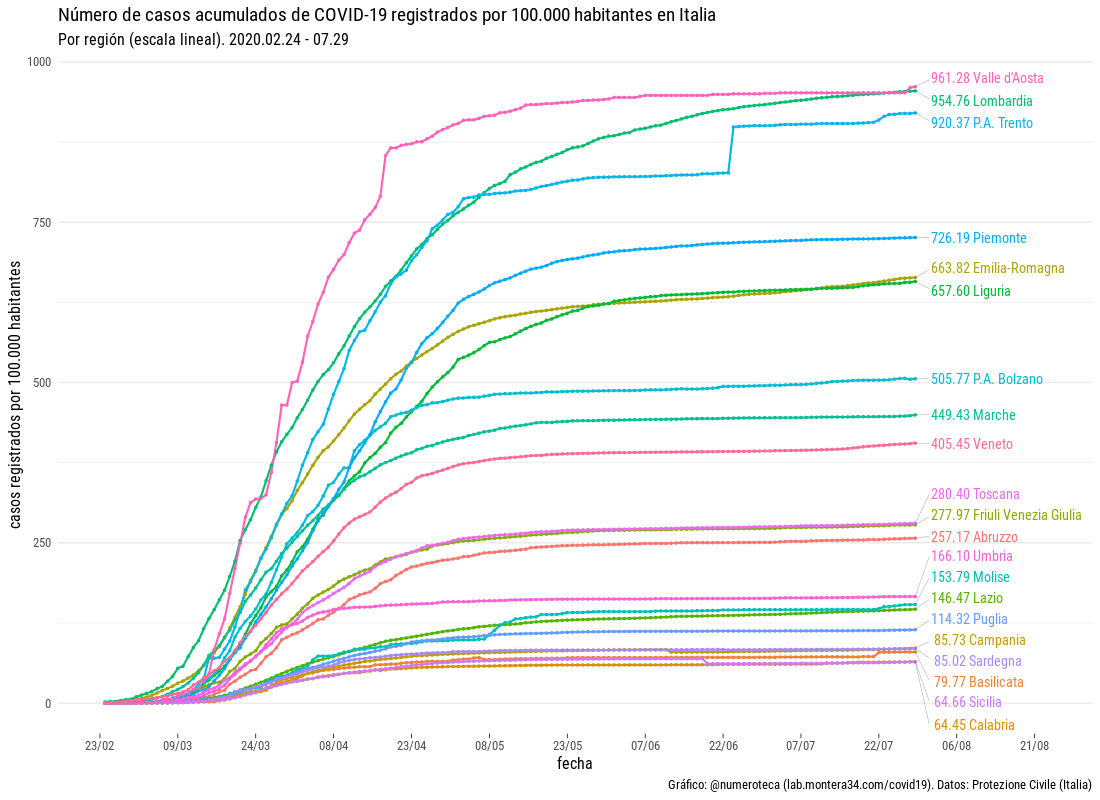 Número de casos acumulados de COVID-19 registrados por 100.000 habitantes en Italia
Por región (escala lineal). 2020.02.24 - 07.29
casos registrados por 100.000 habitantes
1000
750
500
250
0
961.28 Valle d'Aosta
954.76 Lombardia
920.37 P.A. Trento
726.19 Piemonte
663.82 Emilia-Romagna
657.60 Liguria
505.77 P.A. Bolzano
449.43 Marche
405.45 Veneto
280.40 Toscana
277.97 Friuli Venezia Giulia
257.17 Abruzzo
166.10 Umbria
153.79 Molise
146.47 Lazio
114.32 Puglia
85.73 Campania
85.02 Sardegna
79.77 Basilicata
64.66 Sicilia
64.45 Calabria
23/02 09/03 24/03 08/04 23/04 08/05 23/05 07/06 22/06 07/07 22/07 06/08 21/08
fecha
Gráfico: @numeroteca (lab.montera34.com/covid19). Datos: Protezione Civile (Italia)